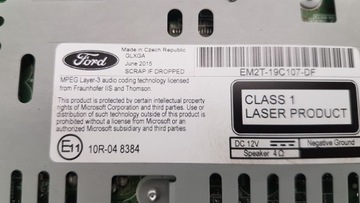 Ford
Made in Czech Republic
GLXGA
June 2015
SCRAP IF DROPPED
EM2T-19C107-DF
MPEG Layer-3 audio coding technology licensed
from Fraunhofer IIS and Thomson.
This product is protected by certain intellectual property
rights of Microsoft Corporation and third parties. Use or
distribution of such technology outside of this product is
prohibited without a license from Microsoft or an authorized
Microsoft subsidiary and third parties.
CLASS 1
LASER PRODUCT
E11 10R-04 8384
DC 12V Negative Ground
Speaker 4Ω